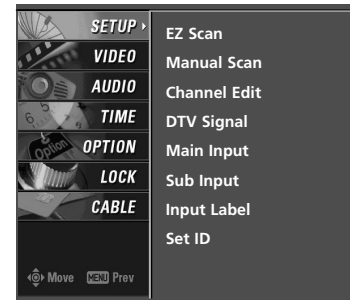 SETUP
VIDEO
AUDIO
TIME
OPTION
LOCK
CABLE
Move MENU Prev
EZ Scan
Manual Scan
Channel Edit
DTV Signal
Main Input
Sub Input
Input Label
Set ID